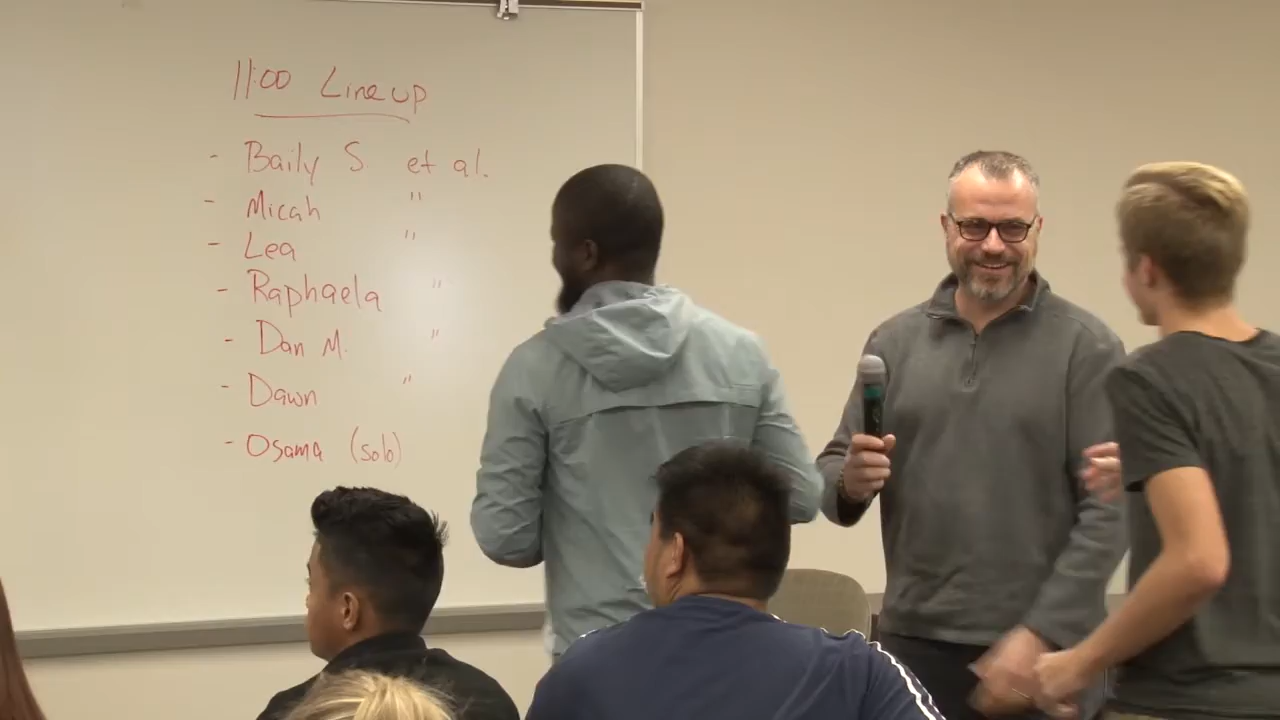 11:00 Lineup
- Baily S et al.
- Micah "
- Lea "
- Raphaela "
- Dan M. "
- Dawn "
- Osama (solo)